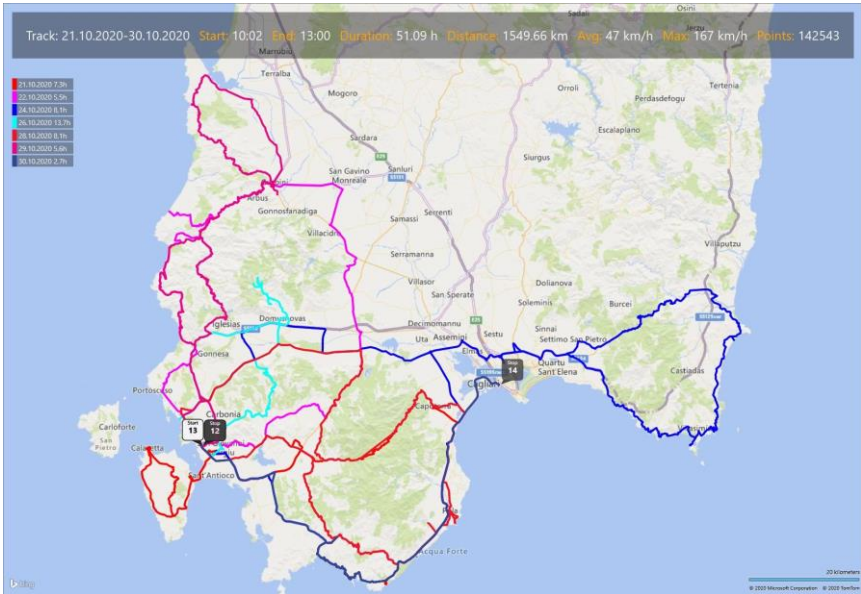 Track: 21.10.2020-30.10.2020 Start: 10:02 End: 13:00 Duration: 51.09 h Distance: 1549.66 km Avg: 47 km/h Max: 167 km/h Points: 142543
Osini
Sadali
Jerzu
Marrubiu
Terralba
Tertenia
21.10.2020 7,3h
22.10.2020 5,5h
24.10.2020 8,1h
26.10.2020 13,7h
28.10.2020 8,1h
29.10.2020 5,6h
30.10.2020 2,7h
Mogoro
Orroli
Perdasdefogu
Escalaplano
Sardara
Siurgus
San Gavino
Monreale
Sanluri
Arbus
Gonnosfanadiga
Samassi
Serrenti
Villacidro
Villaputzu
Serramanna
Villasor
Dolianova
San Sperate
Soleminis
Burcei
Iglesias
Domusnovas
Decimomannu
Uta
Assemini
Sestu
Sinnai
Settimo San Pietro
Gonnesa
Elmas
Quartu
Sant Elena
Castiadas
Stop
14
Portoscuso
Carloforte
San
Pietro
Carbonia
Start
13
Stop
12
Calasetta
Sant'Antioco
Acqua Forte
20 kilometers
bing
© 2020 Microsoft Corporation © 2020 TomTom